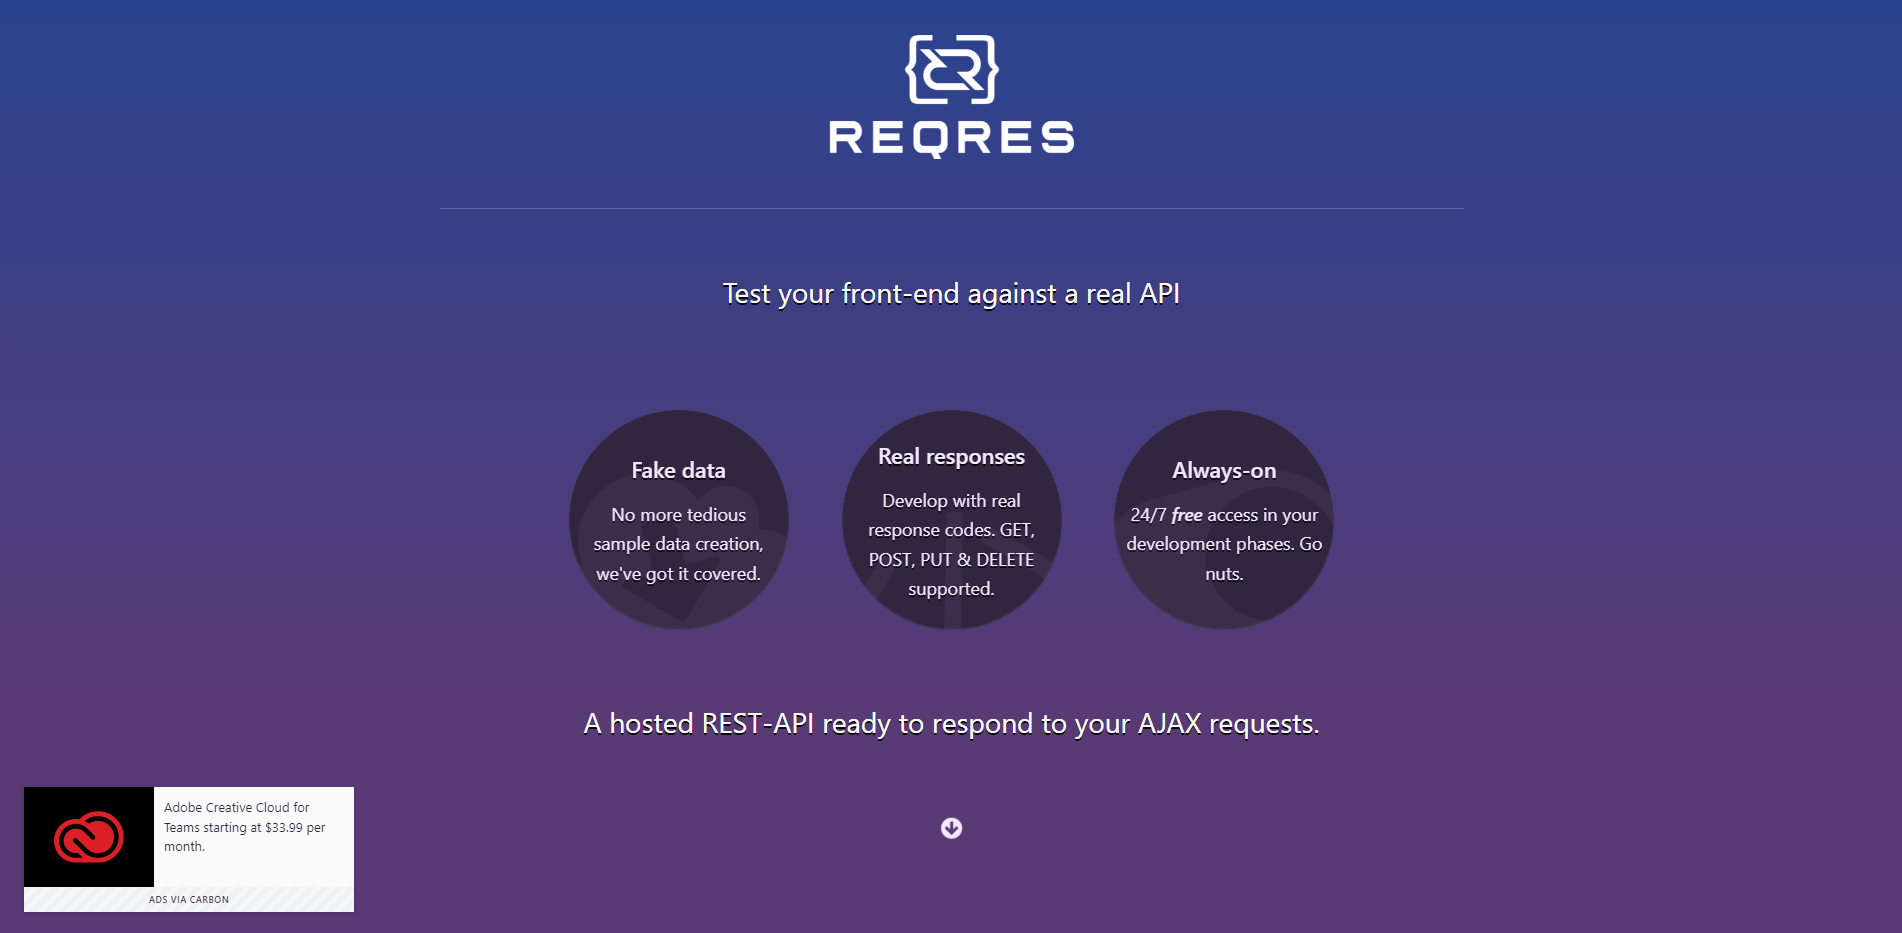 REQRES
Test your front-end against a real API
Fake data
No more tedious
sample data creation,
we've got it covered.
Real responses
Develop with real
response codes. GET,
POST, PUT & DELETE
supported.
Always-on
24/7 free access in your
development phases. Go
nuts.
A hosted REST-API ready to respond to your AJAX requests.
Adobe Creative Cloud for
Teams starting at $33.99 per
month.
ADS VIA CARBON